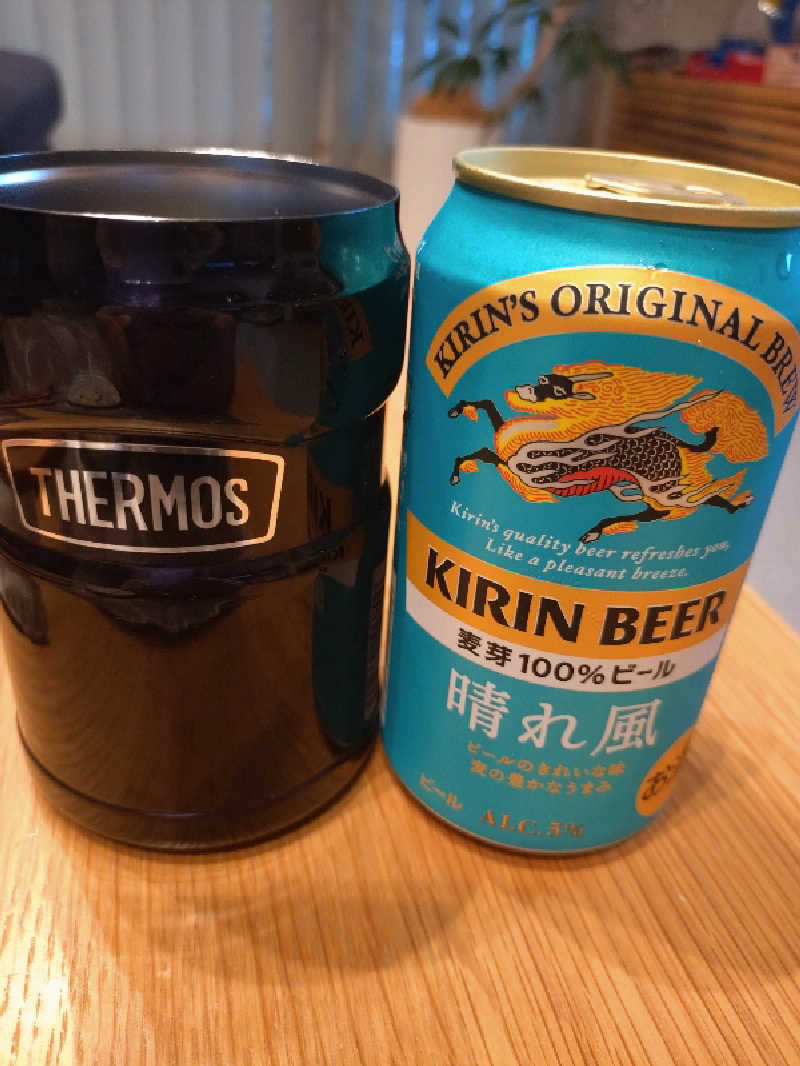 THERMOS
KIRIN'S ORIGINAL BREW
Kirin's quality beer refreshes you,
Like a pleasant breeze.
KIRIN BEER
麦芽100%ビール
晴れ風
ビールのきれいな味
麦の豊かなうまみ
ビール
ALC.5%